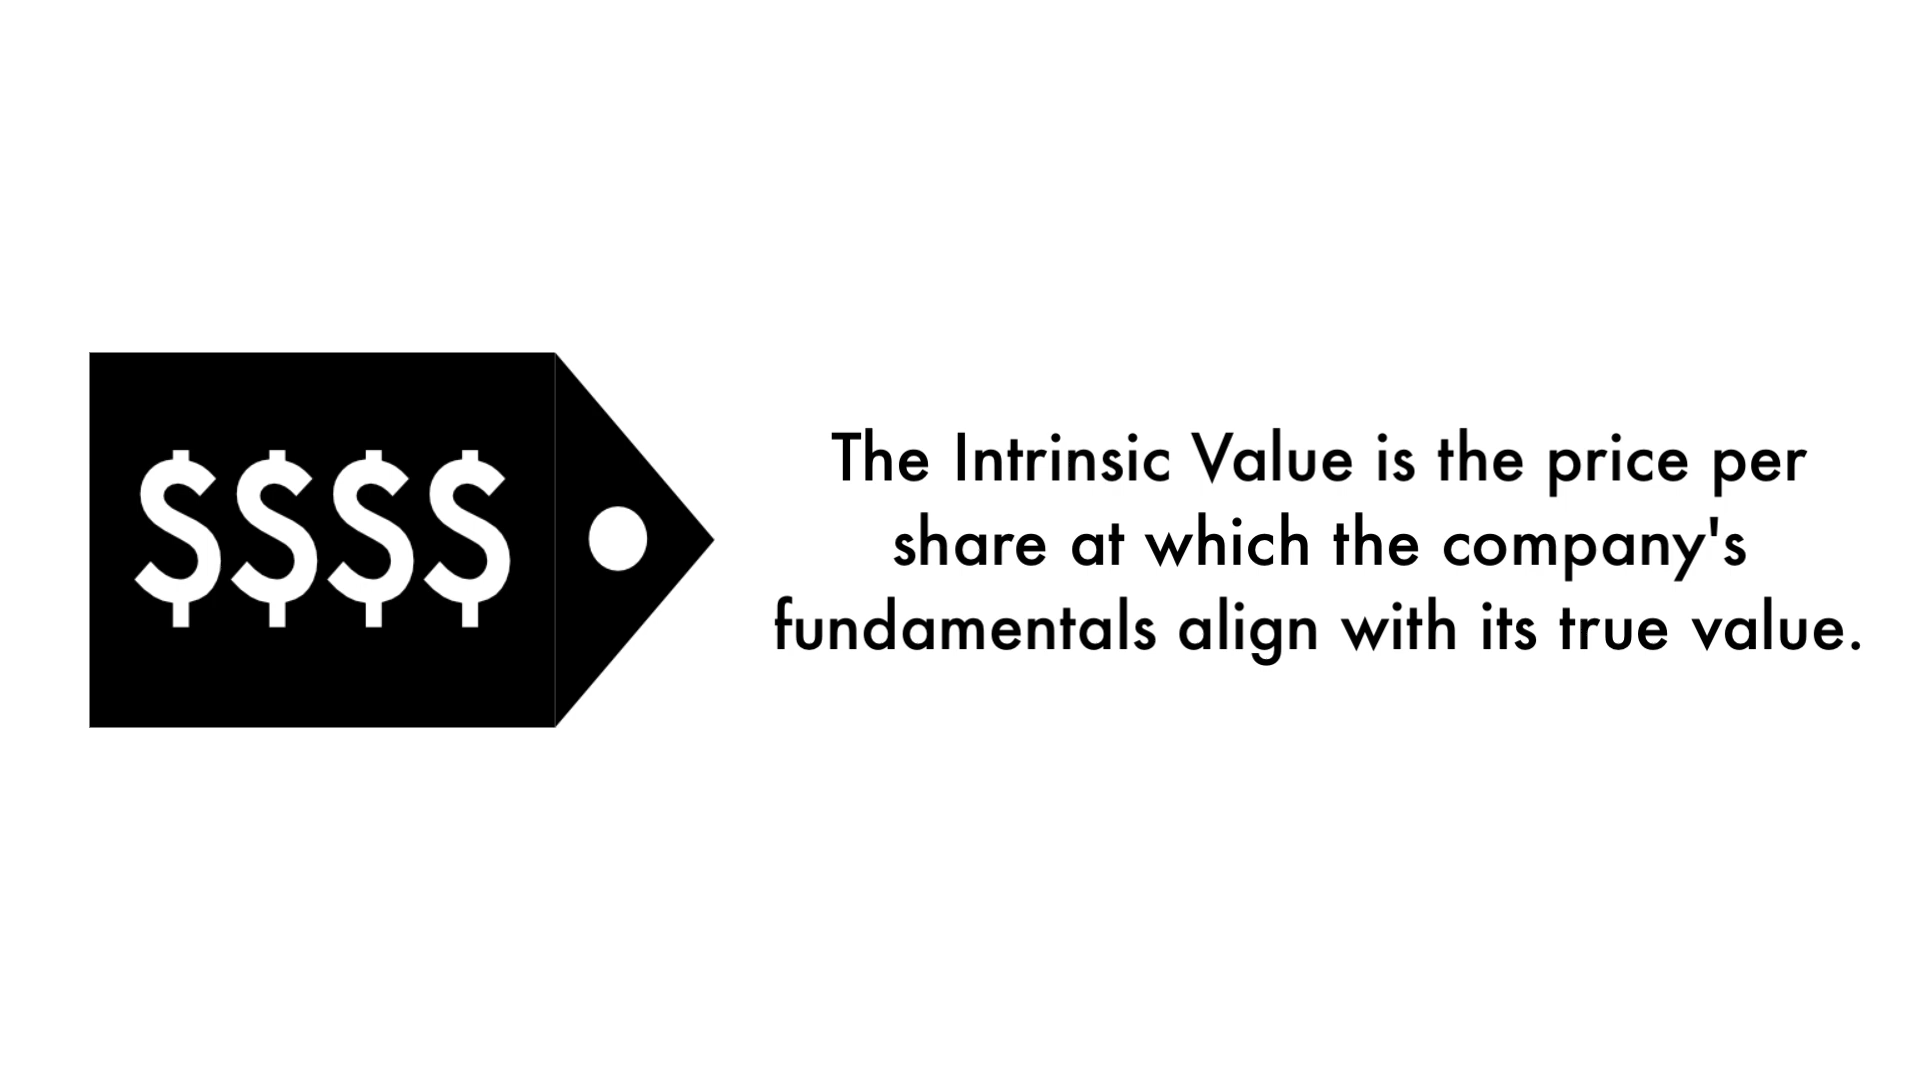 $$$$
The Intrinsic Value is the price per
share at which the company's
fundamentals align with its true value.